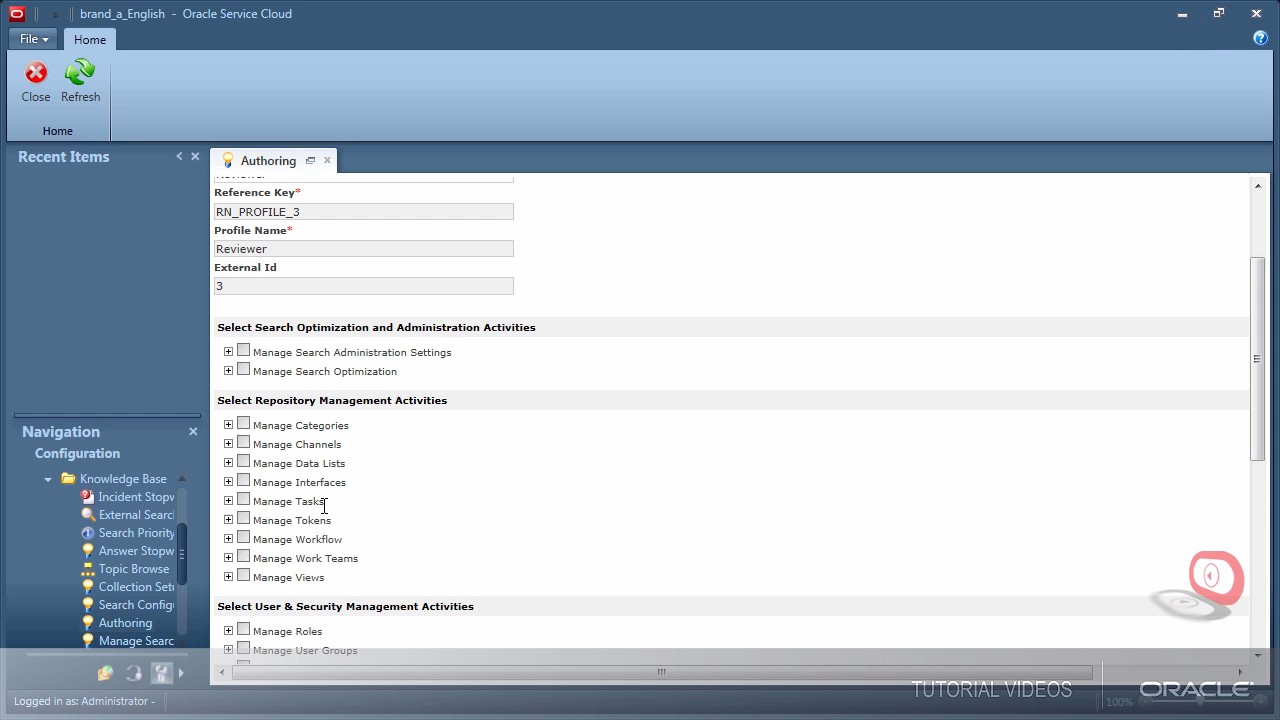 brand_a_English - Oracle Service Cloud
File Home
Close Refresh
Home
Recent Items
Authoring
Reference Key*
RN_PROFILE_3
Profile Name*
Reviewer
External Id
3
Select Search Optimization and Administration Activities
Manage Search Administration Settings
Manage Search Optimization
Select Repository Management Activities
Manage Categories
Manage Channels
Manage Data Lists
Manage Interfaces
Manage Tasks
Manage Tokens
Manage Workflow
Manage Work Teams
Manage Views
Select User & Security Management Activities
Manage Roles
Manage User Groups
Navigation
Configuration
Knowledge Base
Incident Stopw
External Searc
Search Priority
Answer Stopw
Topic Browse
Collection Set
Search Config
Authoring
Manage Searc
Logged in as: Administrator -
TUTORIAL VIDEOS
ORACLE
100%